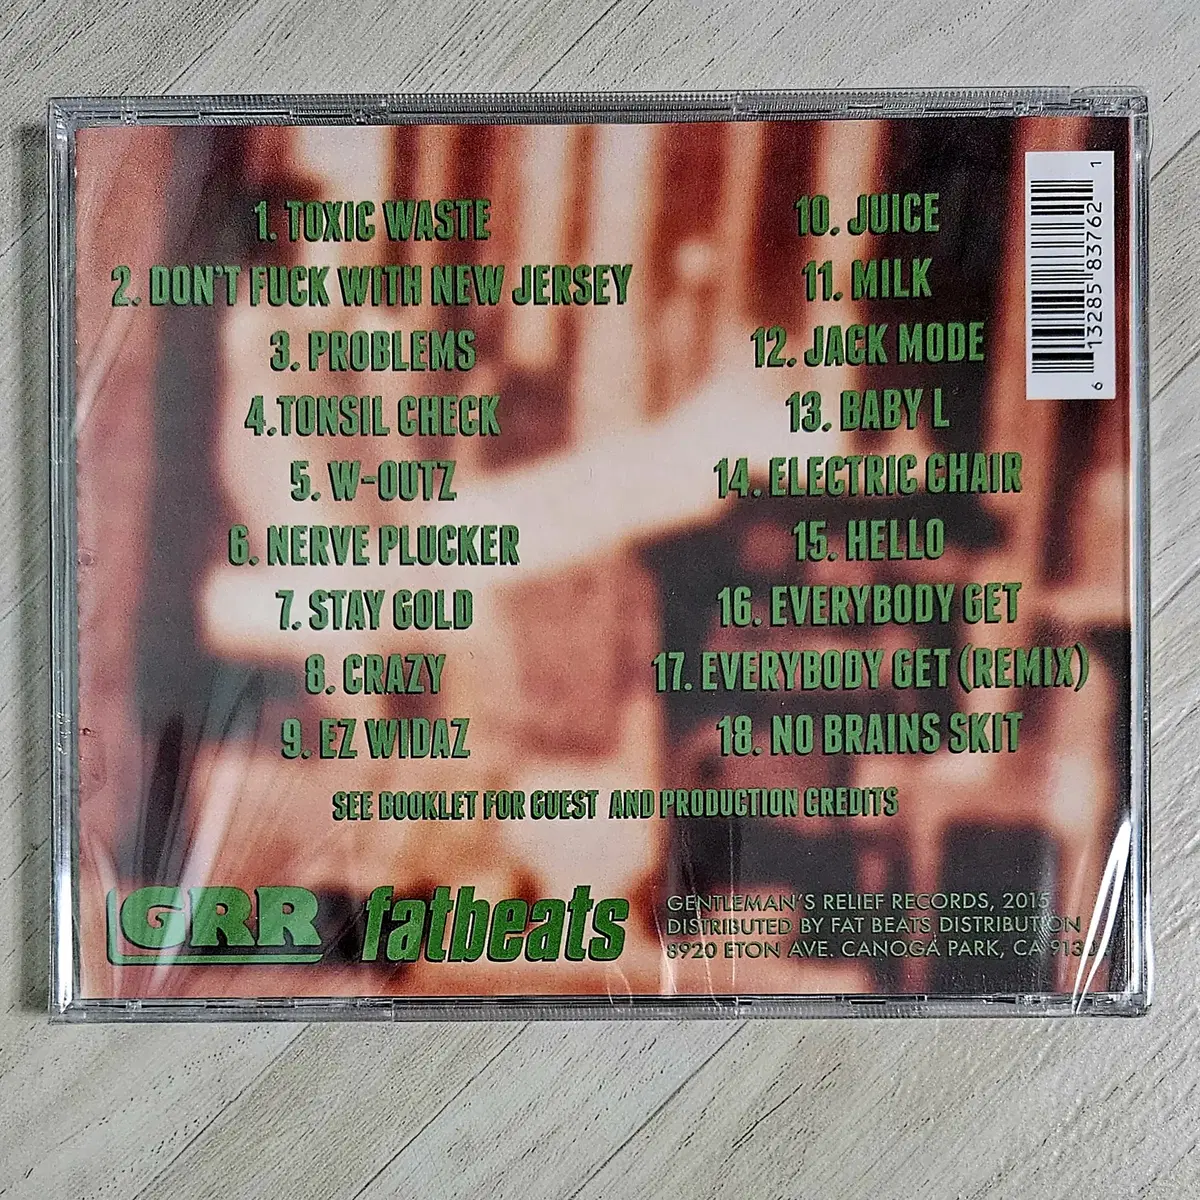 1. TOXIC WASTE
2. DON'T FUCK WITH NEW JERSEY
3. PROBLEMS
4.TONSIL CHECK
5. W-OUTZ
6. NERVE PLUCKER
7. STAY GOLD
8. CRAZY
9. EZ WIDAZ
10. JUICE
11. MILK
12. JACK MODE
13. BABY L
14. ELECTRIC CHAIR
15. HELLO
16. EVERYBODY GET
17. EVERYBODY GET (REMIX)
18. NO BRAINS SKIT
SEE BOOKLET FOR GUEST AND PRODUCTION CREDITS
6 13285 83762 1
GRR
fatbeats
GENTLEMAN'S RELIEF RECORDS, 2015
DISTRIBUTED BY FAT BEATS DISTRIBUTION
8920 ETON AVE. CANOGA PARK, CA